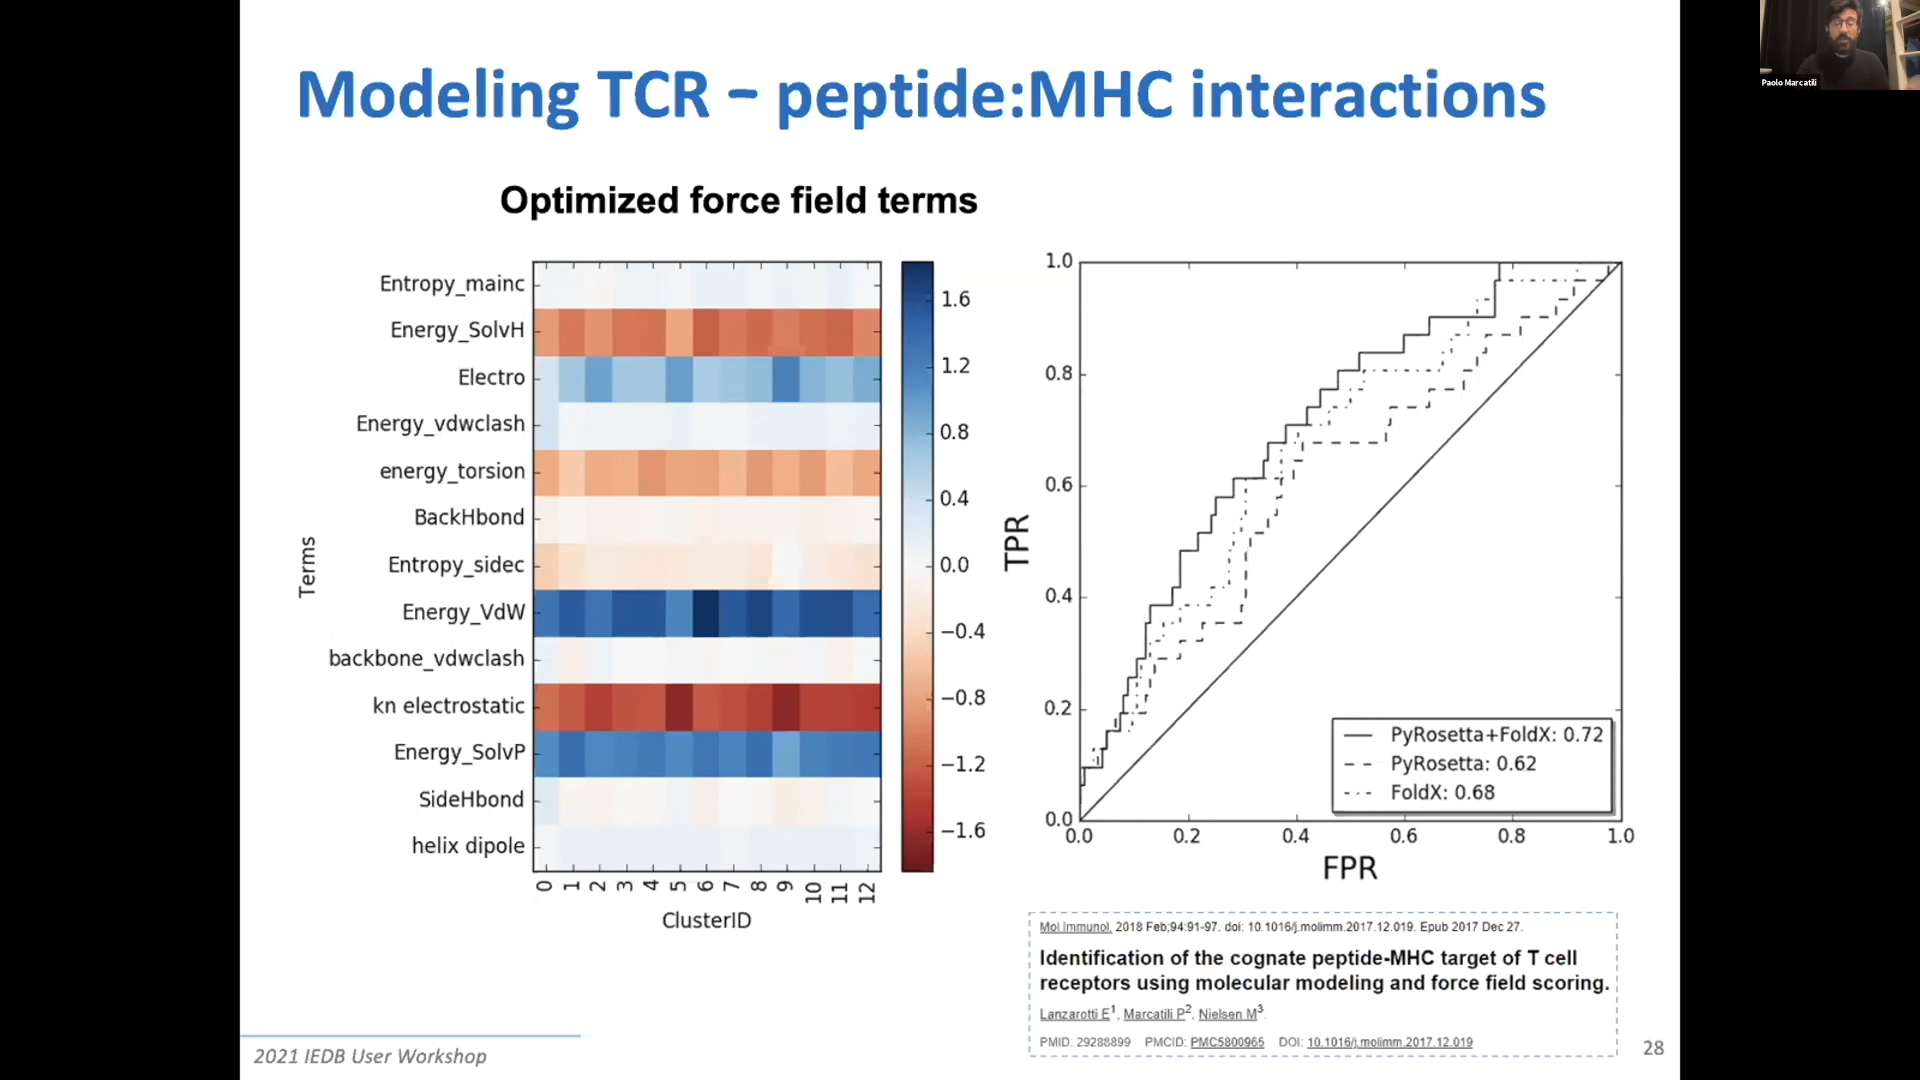 Modeling TCR – peptide:MHC interactions
Paolo Marcatili
Optimized force field terms
Terms
Entropy_mainc
Energy_SolvH
Electro
Energy_vdwclash
energy_torsion
BackHbond
Entropy_sidec
Energy_VdW
backbone_vdwclash
kn electrostatic
Energy_SolvP
SideHbond
helix dipole
0 1 2 3 4 5 6 7 8 9 10 11 12
ClusterID
1.6
1.2
0.8
0.4
0.0
−0.4
−0.8
−1.2
−1.6
TPR
1.0
0.8
0.6
0.4
0.2
0.0
0.0 0.2 0.4 0.6 0.8 1.0
FPR
PyRosetta+FoldX: 0.72
PyRosetta: 0.62
FoldX: 0.68
Mol Immunol. 2018 Feb;94:91-97. doi: 10.1016/j.molimm.2017.12.019. Epub 2017 Dec 27.
Identification of the cognate peptide-MHC target of T cell
receptors using molecular modeling and force field scoring.
Lanzarotti E1, Marcatili P2, Nielsen M3.
PMID: 29288899 PMCID: PMC5800965 DOI: 10.1016/j.molimm.2017.12.019
2021 IEDB User Workshop
28